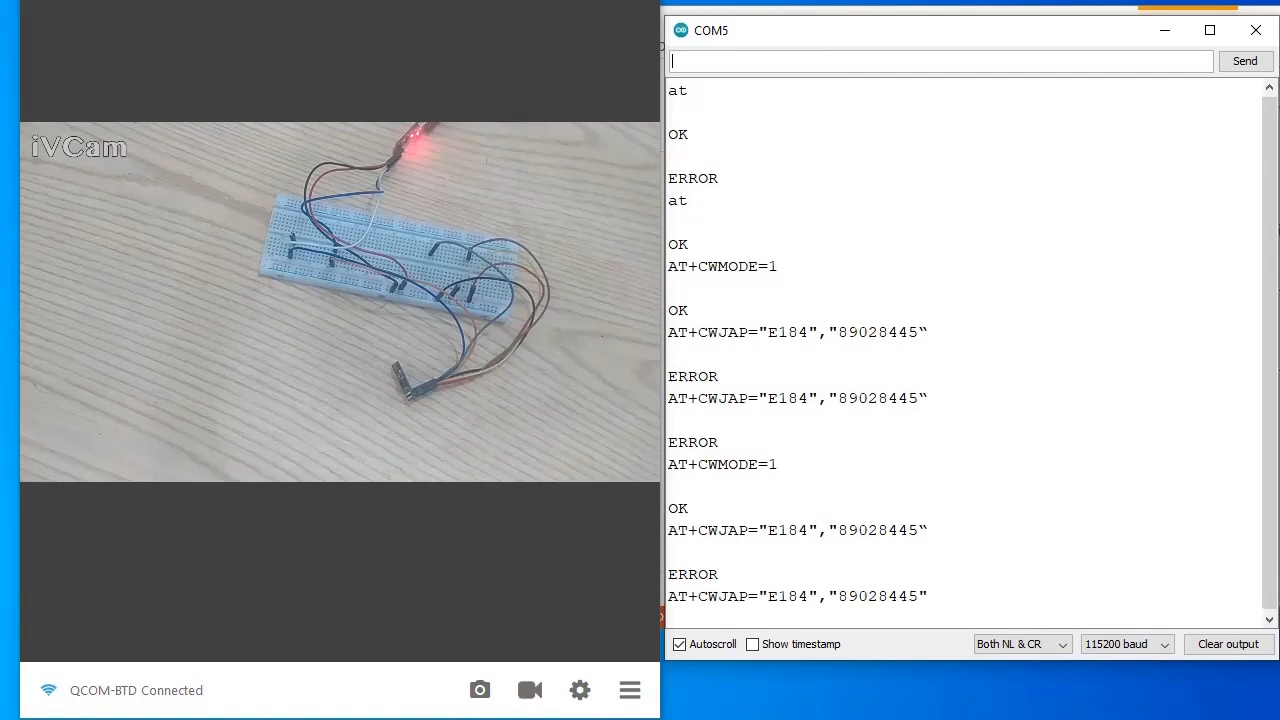 iVCam
QCOM-BTD Connected
COM5
Send
at
OK
ERROR
at
OK
AT+CWMODE=1
OK
AT+CWJAP="E184","89028445“
ERROR
AT+CWJAP="E184","89028445“
ERROR
AT+CWMODE=1
OK
AT+CWJAP="E184","89028445“
ERROR
AT+CWJAP="E184","89028445"
Autoscroll Show timestamp Both NL & CR 115200 baud Clear output